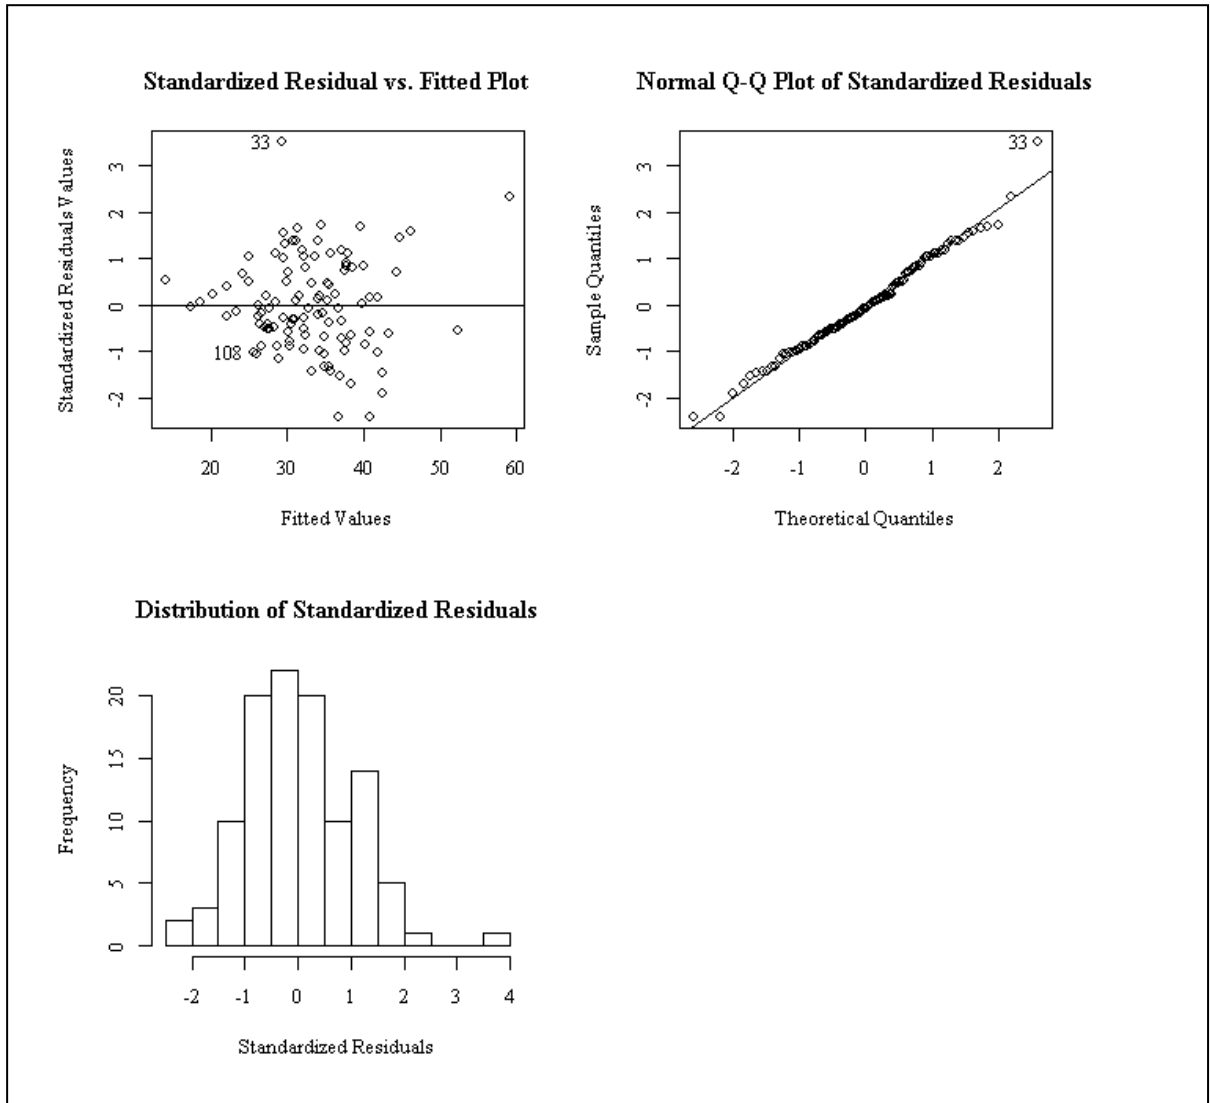 Standardized Residual vs. Fitted Plot
Standardized Residuals Values
3
2
1
0
-1
-2
33
108
20 30 40 50 60
Fitted Values
Normal Q-Q Plot of Standardized Residuals
Sample Quantiles
3
2
1
0
-1
-2
33
-2 -1 0 1 2
Theoretical Quantiles
Distribution of Standardized Residuals
Frequency
20
15
10
5
0
-2 -1 0 1 2 3 4
Standardized Residuals